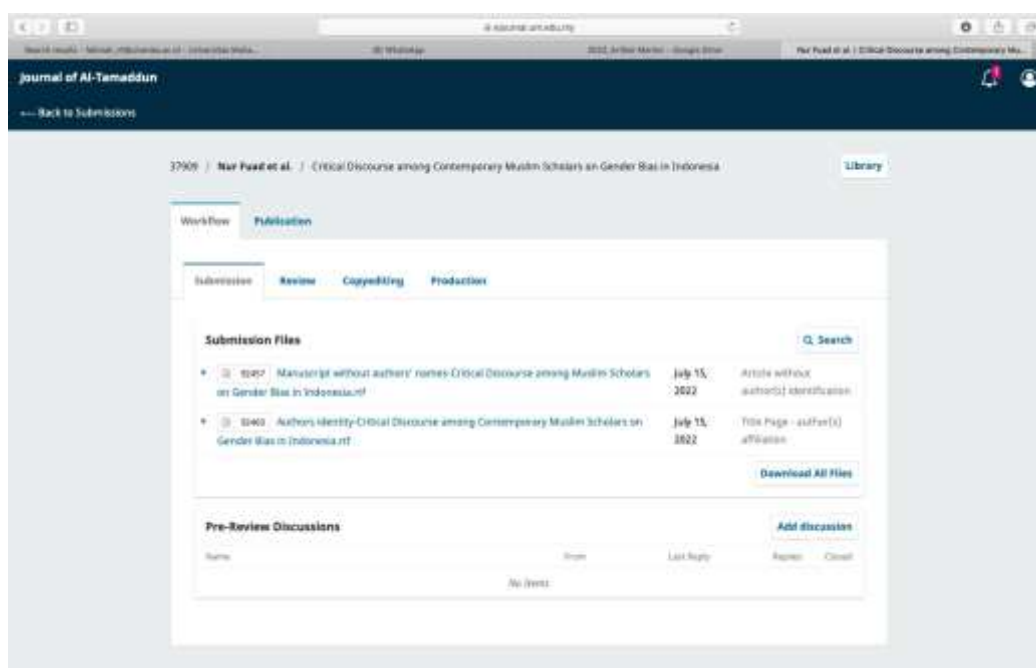 Journal of Al-Tamaddun
Back to Submissions
37909 / Nur Fuad et al. / Critical Discourse among Contemporary Muslim Scholars on Gender Bias in Indonesia
Library
Workflow Publication
Submission Review Copyediting Production
Submission Files
Search
Manuscript without authors' names-Critical Discourse among Muslim Scholars
July 15,
Article without
on Gender Bias in Indonesia.rtf
2022
author(s) identification
Authors identity-Critical Discourse among Contemporary Muslim Scholars on
July 15,
Title Page - author(s)
Gender Bias in Indonesia.rtf
2022
affiliation
Download All Files
Pre-Review Discussions
Add discussion
Name From Last Reply Replies Closed
No Items